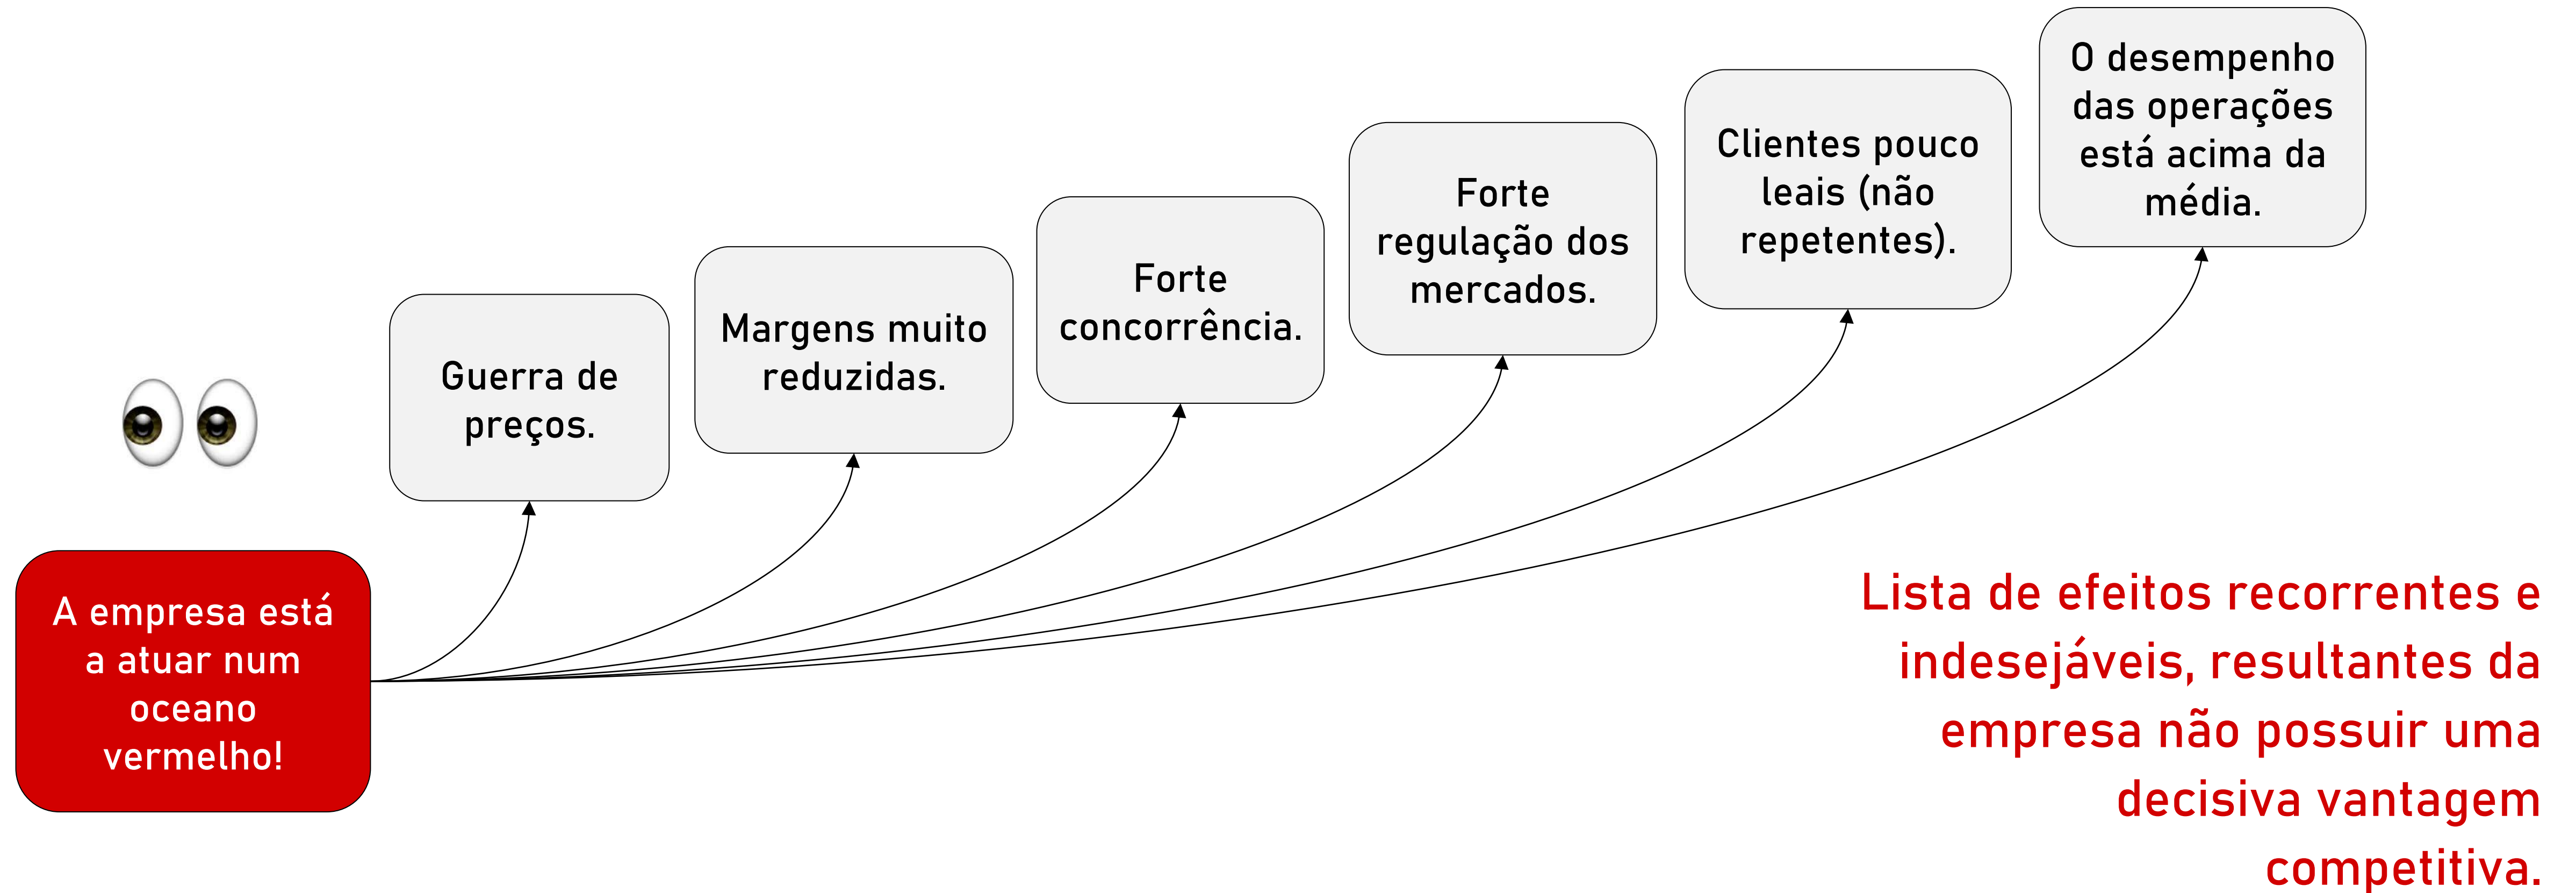 A empresa está
a atuar num
oceano
vermelho!
Guerra de
preços.
Margens muito
reduzidas.
Forte
concorrência.
Forte
regulação dos
mercados.
Clientes pouco
leais (não
repetentes).
O desempenho
das operações
está acima da
média.
Lista de efeitos recorrentes e
indesejáveis, resultantes da
empresa não possuir uma
decisiva vantagem
competitiva.